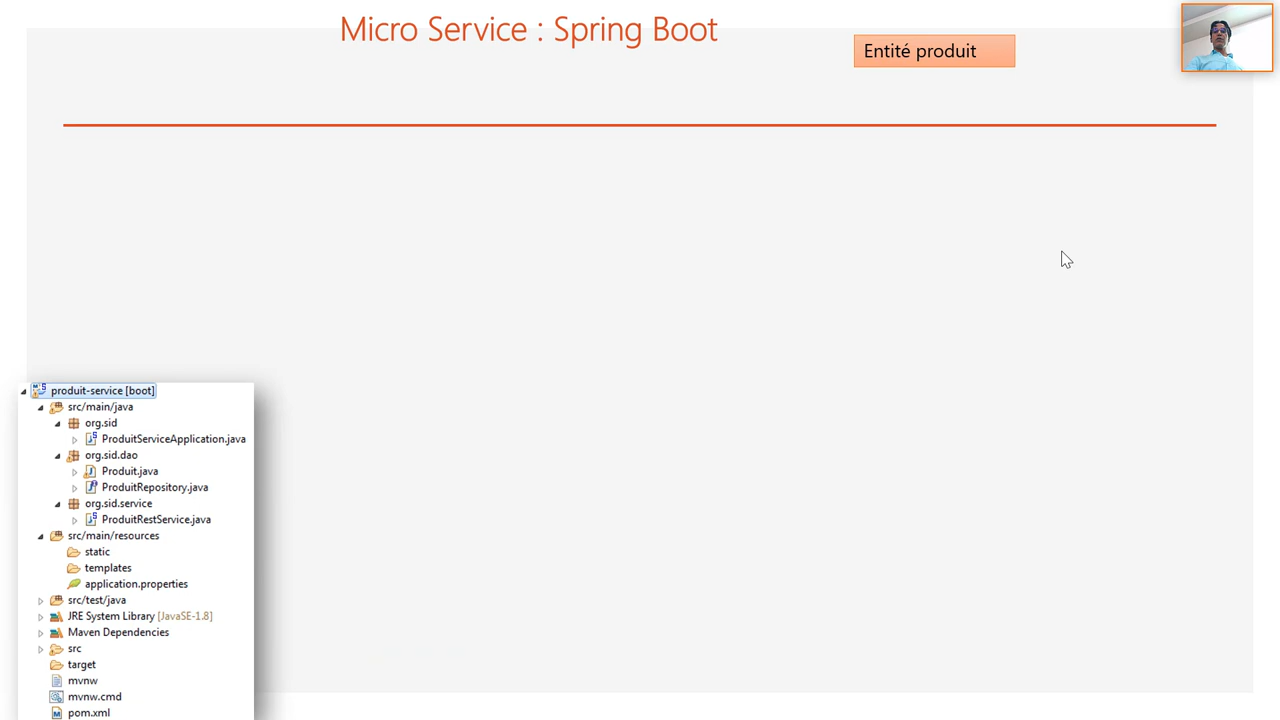 Micro Service : Spring Boot
Entité produit
produit-service [boot]
src/main/java
org.sid
ProduitServiceApplication.java
org.sid.dao
Produit.java
ProduitRepository.java
org.sid.service
ProduitRestService.java
src/main/resources
static
templates
application.properties
src/test/java
JRE System Library [JavaSE-1.8]
Maven Dependencies
src
target
mvnw
mvnw.cmd
pom.xml